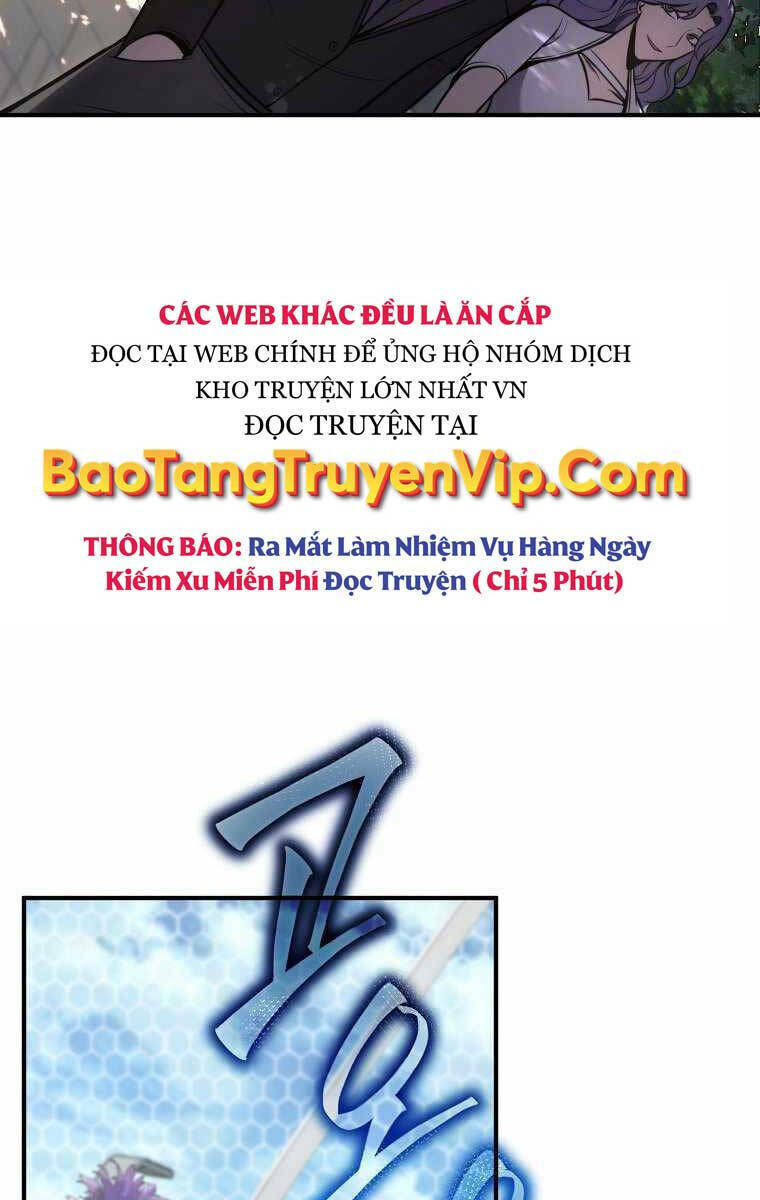 CÁC WEB KHÁC ĐỀU LÀ ĂN CẮP
ĐỌC TẠI WEB CHÍNH ĐỂ ỦNG HỘ NHÓM DỊCH
KHO TRUYỆN LỚN NHẤT VN
ĐỌC TRUYỆN TẠI
BaoTangTruyenVip.Com
THÔNG BÁO: Ra Mắt Làm Nhiệm Vụ Hàng Ngày
Kiếm Xu Miễn Phí Đọc Truyện ( Chỉ 5 Phút)